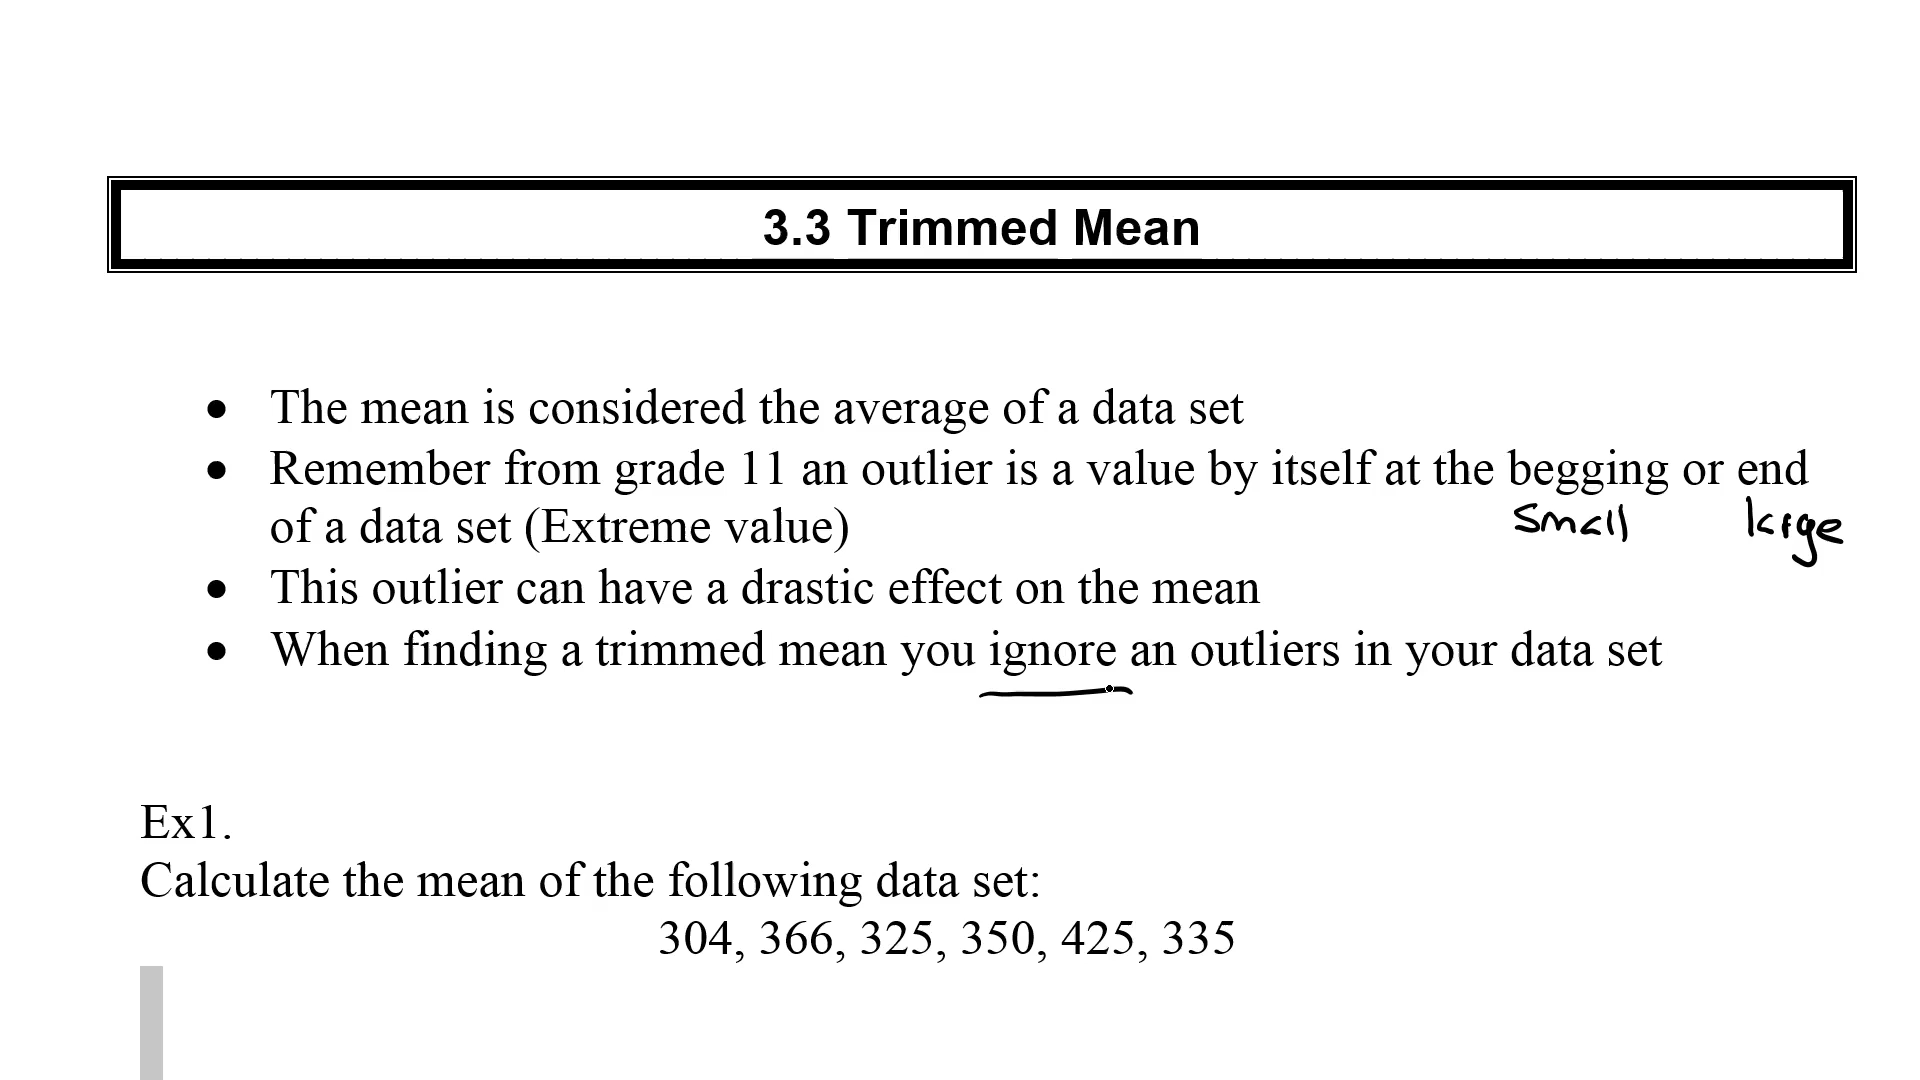 3.3 Trimmed Mean
• The mean is considered the average of a data set
• Remember from grade 11 an outlier is a value by itself at the begging or end
of a data set (Extreme value)
small large
• This outlier can have a drastic effect on the mean
• When finding a trimmed mean you ignore an outliers in your data set
Ex1.
Calculate the mean of the following data set:
304, 366, 325, 350, 425, 335